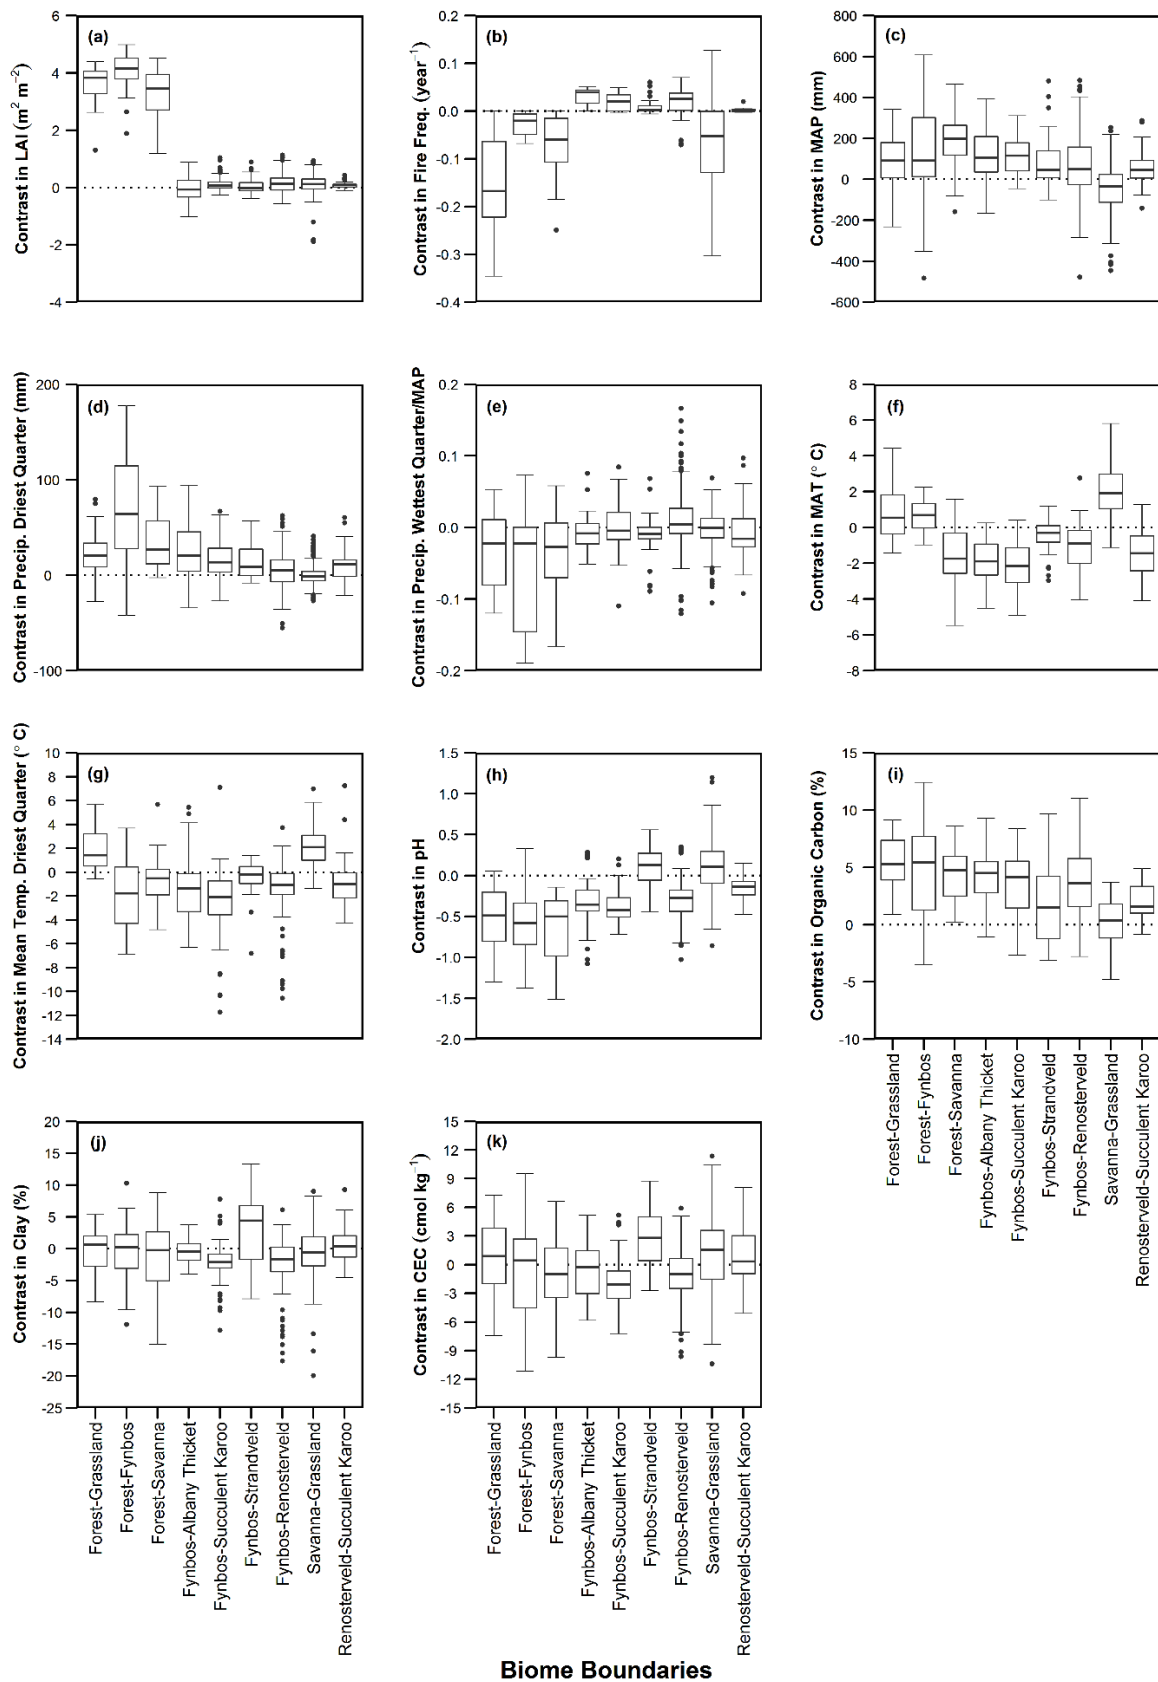 (a)
Contrast in LAI (m² m⁻²)
6
4
2
0
-2
-4
(b)
Contrast in Fire Freq. (year⁻¹)
0.2
0.1
0.0
-0.1
-0.2
-0.3
-0.4
(c)
Contrast in MAP (mm)
800
600
400
200
0
-200
-400
-600
(d)
Contrast in Precip. Driest Quarter (mm)
200
100
0
-100
(e)
Contrast in Precip. Wettest Quarter/MAP
0.2
0.1
0.0
-0.1
-0.2
(f)
Contrast in MAT (° C)
8
6
4
2
0
-2
-4
-6
-8
(g)
Contrast in Mean Temp. Driest Quarter (° C)
10
8
6
4
2
0
-2
-4
-6
-8
-10
-12
-14
(h)
Contrast in pH
1.5
1.0
0.5
0.0
-0.5
-1.0
-1.5
-2.0
(i)
Contrast in Organic Carbon (%)
15
10
5
0
-5
-10
Forest-Grassland
Forest-Fynbos
Forest-Savanna
Fynbos-Albany Thicket
Fynbos-Succulent Karoo
Fynbos-Strandveld
Fynbos-Renosterveld
Savanna-Grassland
Renosterveld-Succulent Karoo
(j)
Contrast in Clay (%)
20
15
10
5
0
-5
-10
-15
-20
-25
Forest-Grassland
Forest-Fynbos
Forest-Savanna
Fynbos-Albany Thicket
Fynbos-Succulent Karoo
Fynbos-Strandveld
Fynbos-Renosterveld
Savanna-Grassland
Renosterveld-Succulent Karoo
(k)
Contrast in CEC (cmol kg⁻¹)
15
12
9
6
3
0
-3
-6
-9
-12
-15
Forest-Grassland
Forest-Fynbos
Forest-Savanna
Fynbos-Albany Thicket
Fynbos-Succulent Karoo
Fynbos-Strandveld
Fynbos-Renosterveld
Savanna-Grassland
Renosterveld-Succulent Karoo
Biome Boundaries